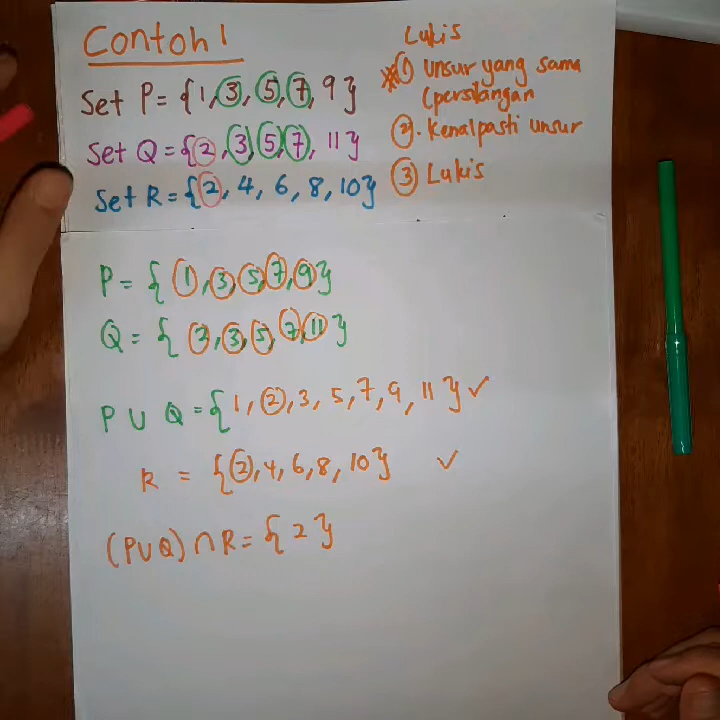 Contoh 1
Set P = {1, 3, 5, 7, 9}
Set Q = {2, 3, 5, 7, 11}
Set R = {2, 4, 6, 8, 10}
Lukis
① Unsur yang sama
(persilangan
②. Kenalpasti unsur
③ Lukis
P = { 1, 3, 5, 7, 9}
Q = { 2, 3, 5, 7, 11}
P ∪ Q = { 1, 2, 3, 5, 7, 9, 11 } ✓
R = {2, 4, 6, 8, 10} ✓
(P∪Q) ∩ R = { 2 }